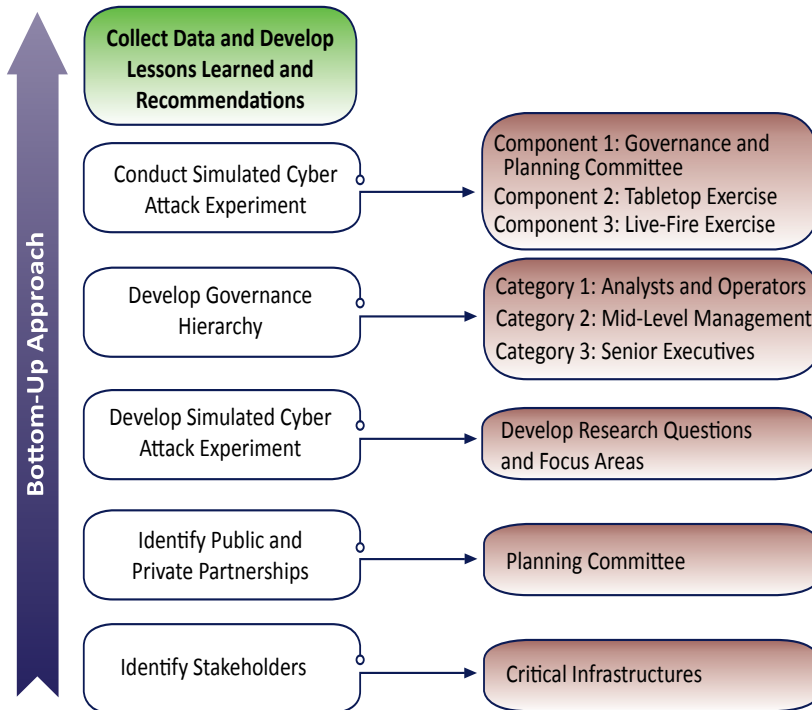 Collect Data and Develop
Lessons Learned and
Recommendations
Conduct Simulated Cyber
Attack Experiment
Component 1: Governance and
Planning Committee
Component 2: Tabletop Exercise
Component 3: Live-Fire Exercise
Develop Governance
Hierarchy
Category 1: Analysts and Operators
Category 2: Mid-Level Management
Category 3: Senior Executives
Develop Simulated Cyber
Attack Experiment
Develop Research Questions
and Focus Areas
Identify Public and
Private Partnerships
Planning Committee
Identify Stakeholders
Critical Infrastructures
Bottom-Up Approach